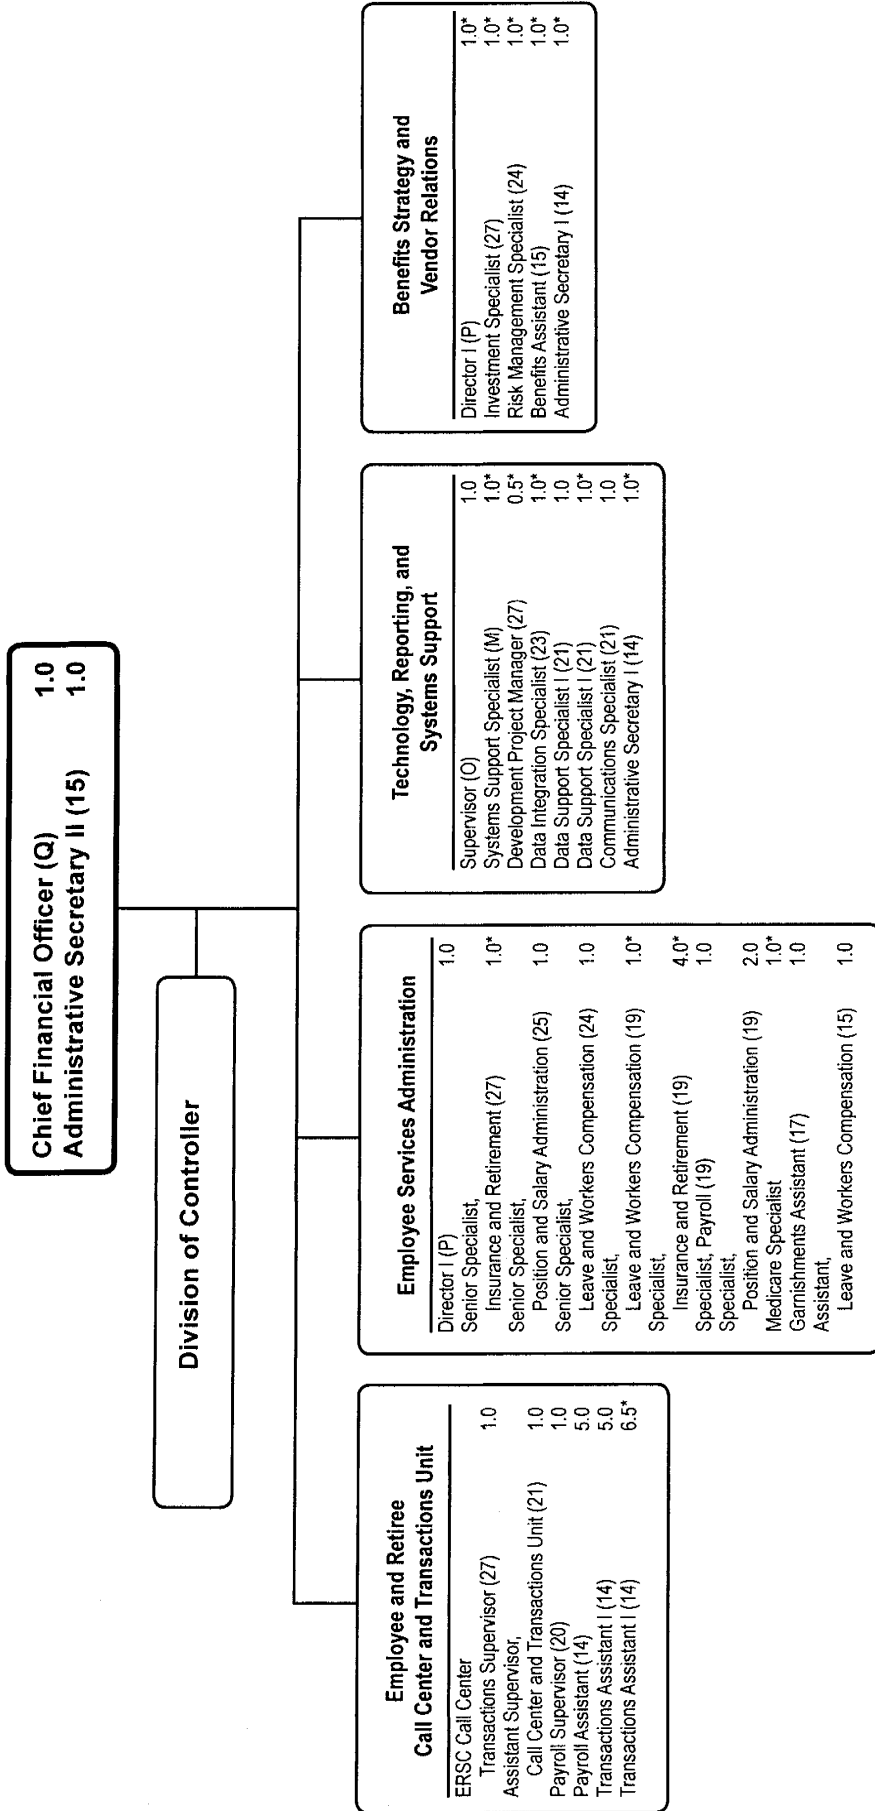 Chief Financial Officer (Q) 1.0
Administrative Secretary II (15) 1.0
Division of Controller
Employee and Retiree
Call Center and Transactions Unit
ERSC Call Center
Transactions Supervisor (27) 1.0
Assistant Supervisor,
Call Center and Transactions Unit (21) 1.0
Payroll Supervisor (20) 1.0
Payroll Assistant (14) 5.0
Transactions Assistant I (14) 5.0
Transactions Assistant I (14) 6.5*
Employee Services Administration
Director I (P) 1.0
Senior Specialist,
Insurance and Retirement (27) 1.0*
Senior Specialist,
Position and Salary Administration (25) 1.0
Senior Specialist,
Leave and Workers Compensation (24) 1.0
Specialist,
Leave and Workers Compensation (19) 1.0*
Specialist,
Insurance and Retirement (19) 4.0*
Specialist, Payroll (19) 1.0
Specialist,
Position and Salary Administration (19) 2.0
Medicare Specialist 1.0*
Garnishments Assistant (17) 1.0
Assistant,
Leave and Workers Compensation (15) 1.0
Technology, Reporting, and
Systems Support
Supervisor (O) 1.0
Systems Support Specialist (M) 1.0*
Development Project Manager (27) 0.5*
Data Integration Specialist (23) 1.0*
Data Support Specialist I (21) 1.0
Data Support Specialist I (21) 1.0*
Communications Specialist (21) 1.0
Administrative Secretary I (14) 1.0*
Benefits Strategy and
Vendor Relations
Director I (P) 1.0*
Investment Specialist (27) 1.0*
Risk Management Specialist (24) 1.0*
Benefits Assistant (15) 1.0*
Administrative Secretary I (14) 1.0*